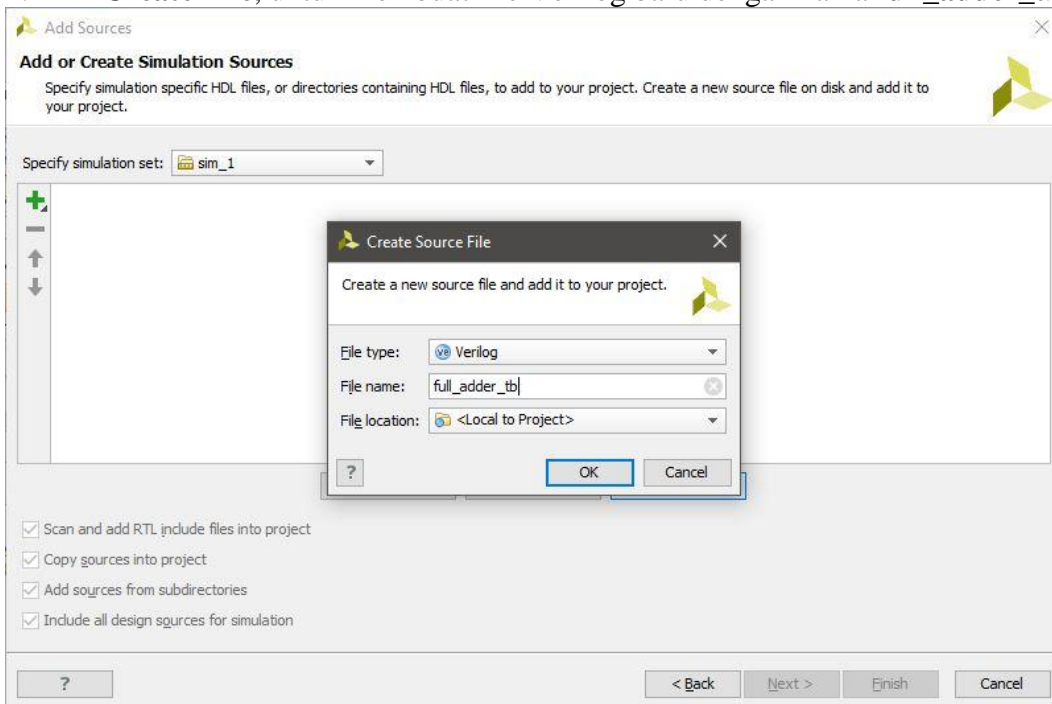 Add Sources
Add or Create Simulation Sources
Specify simulation specific HDL files, or directories containing HDL files, to add to your project. Create a new source file on disk and add it to
your project.
Specify simulation set: sim_1
Create Source File
Create a new source file and add it to your project.
File type: Verilog
File name: full_adder_tb
File location: <Local to Project>
? OK Cancel
Scan and add RTL include files into project
Copy sources into project
Add sources from subdirectories
Include all design sources for simulation
? < Back Next > Finish Cancel